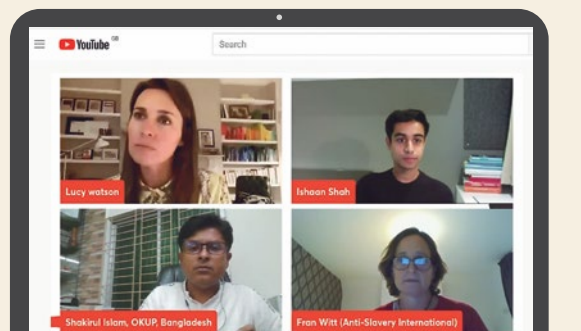 YouTube GB
Search
Lucy watson
Ishaan Shah
Shakirul Islam, OKUP, Bangladesh
Fran Witt (Anti-Slavery International)